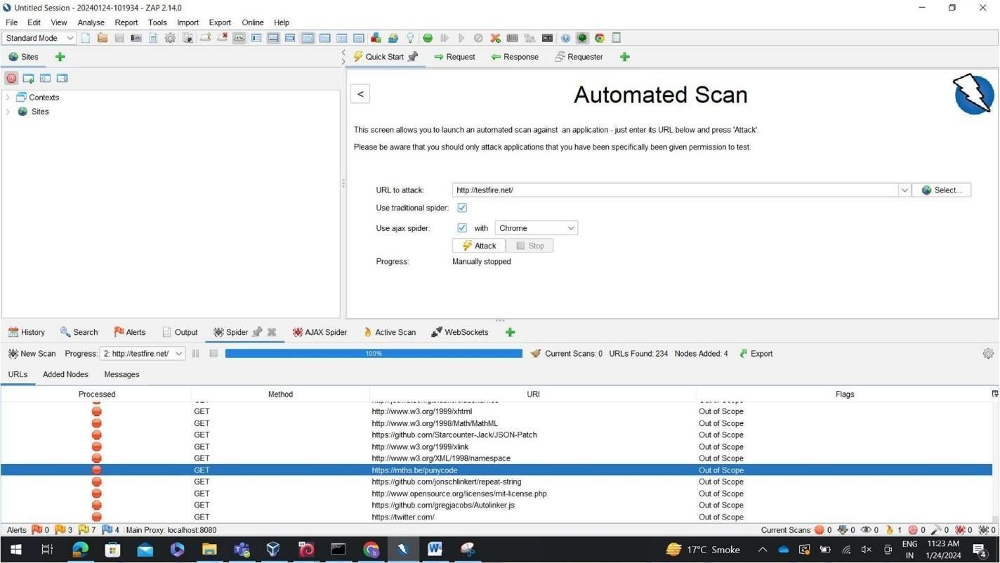 Untitled Session - 20240124-101934 - ZAP 2.14.0
File Edit View Analyse Report Tools Import Export Online Help
Standard Mode
Sites
Quick Start Request Response Requester
Contexts
Sites
<
Automated Scan
This screen allows you to launch an automated scan against an application - just enter its URL below and press 'Attack'.
Please be aware that you should only attack applications that you have been specifically been given permission to test.
URL to attack: http://testfire.net/ Select...
Use traditional spider:
Use ajax spider: with Chrome
Attack Stop
Progress: Manually stopped
History Search Alerts Output Spider AJAX Spider Active Scan WebSockets
New Scan Progress: 2: http://testfire.net/ 100% Current Scans: 0 URLs Found: 234 Nodes Added: 4 Export
URLs Added Nodes Messages
Processed Method URI Flags
GET http://www.w3.org/1999/xhtml Out of Scope
GET http://www.w3.org/1998/Math/MathML Out of Scope
GET https://github.com/Starcounter-Jack/JSON-Patch Out of Scope
GET http://www.w3.org/1999/xlink Out of Scope
GET http://www.w3.org/XML/1998/namespace Out of Scope
GET https://mths.be/punycode Out of Scope
GET https://github.com/jonschlinkert/repeat-string Out of Scope
GET http://www.opensource.org/licenses/mit-license.php Out of Scope
GET https://github.com/gregjacobs/Autolinker.js Out of Scope
GET https://twitter.com/ Out of Scope
Alerts 0 3 7 4 Main Proxy: localhost:8080 Current Scans 0 0 0 1 0 0 0 0
17°C Smoke ENG 11:23 AM
IN 1/24/2024 4